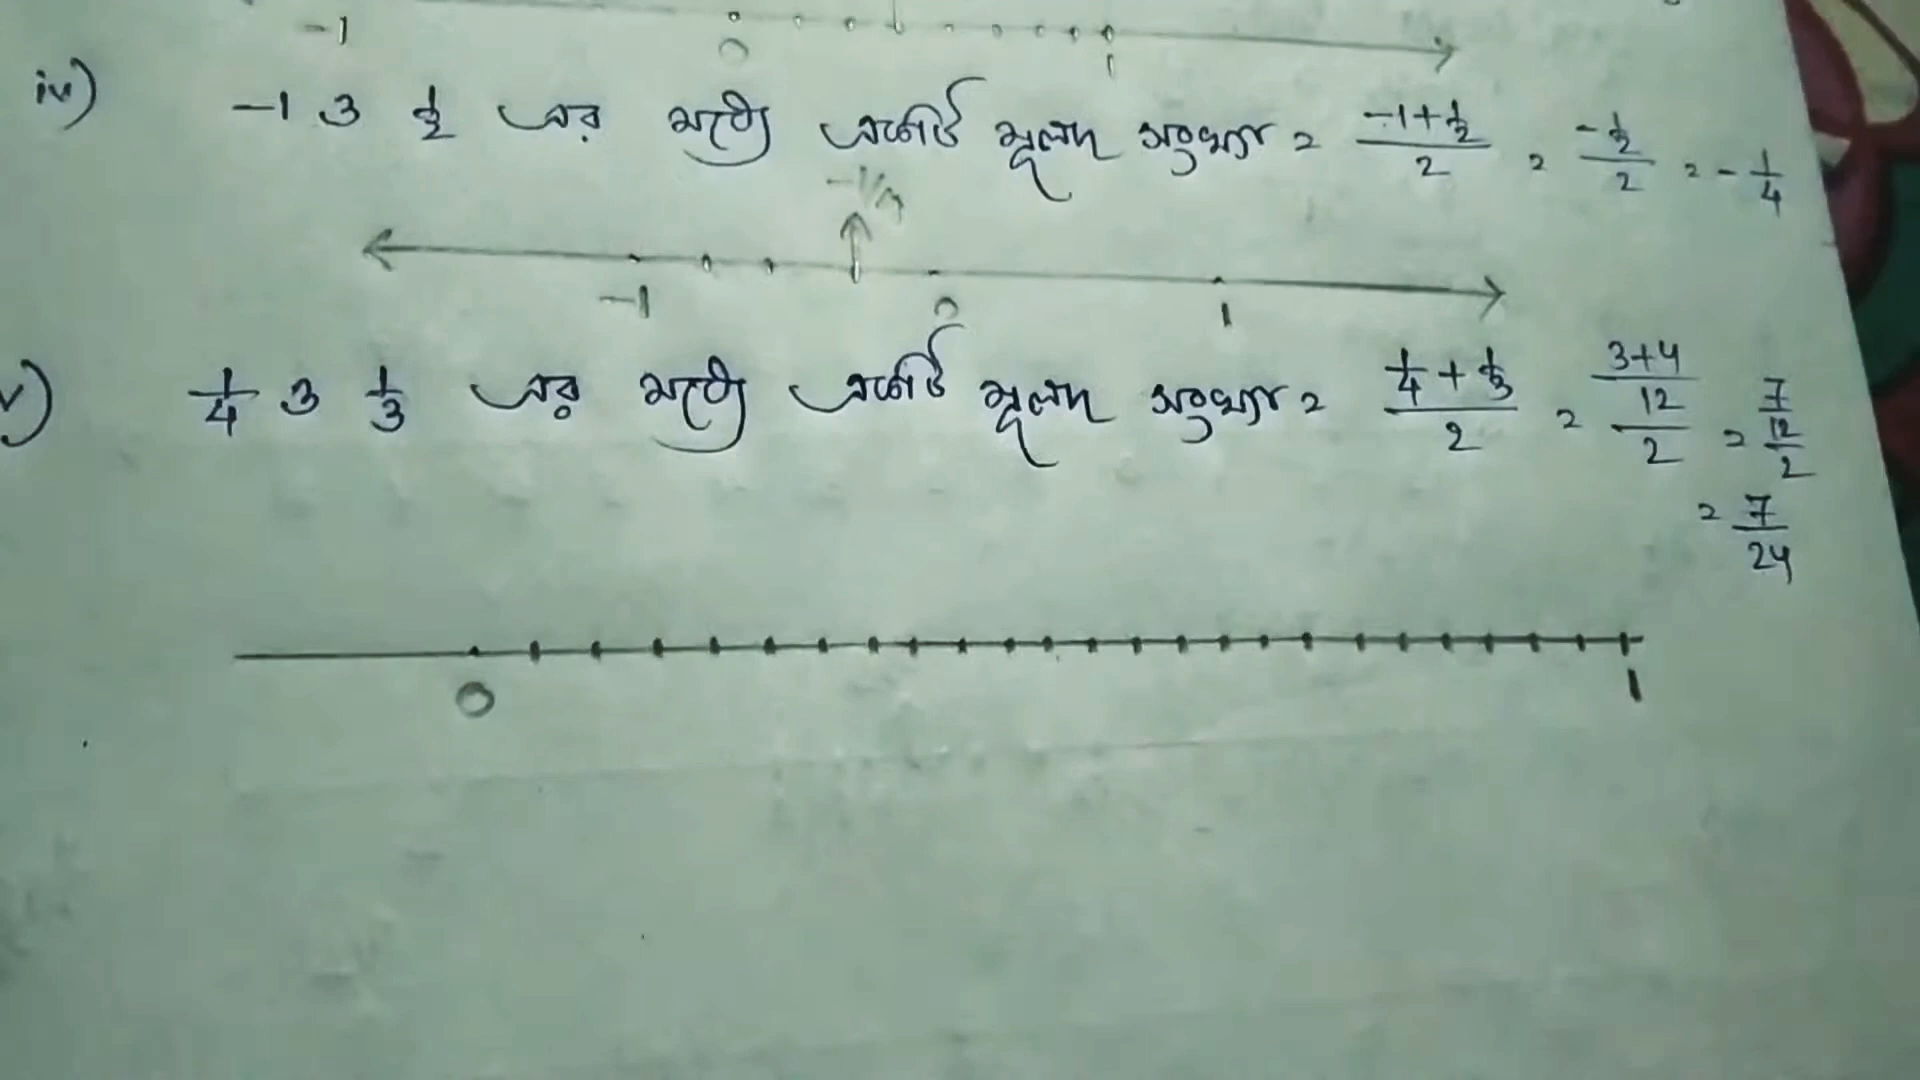 -1 0 1
iv) -1 ও 1/2 এর মধ্যে একটি মূলদ সংখ্যা = (-1+1/2)/2 = (-1/2)/2 = -1/4
-1/4
-1 0 1
v) 1/4 ও 1/3 এর মধ্যে একটি মূলদ সংখ্যা = (1/4+1/3)/2 = ((3+4)/12)/2 = (7/12)/2
= 7/24
0 1